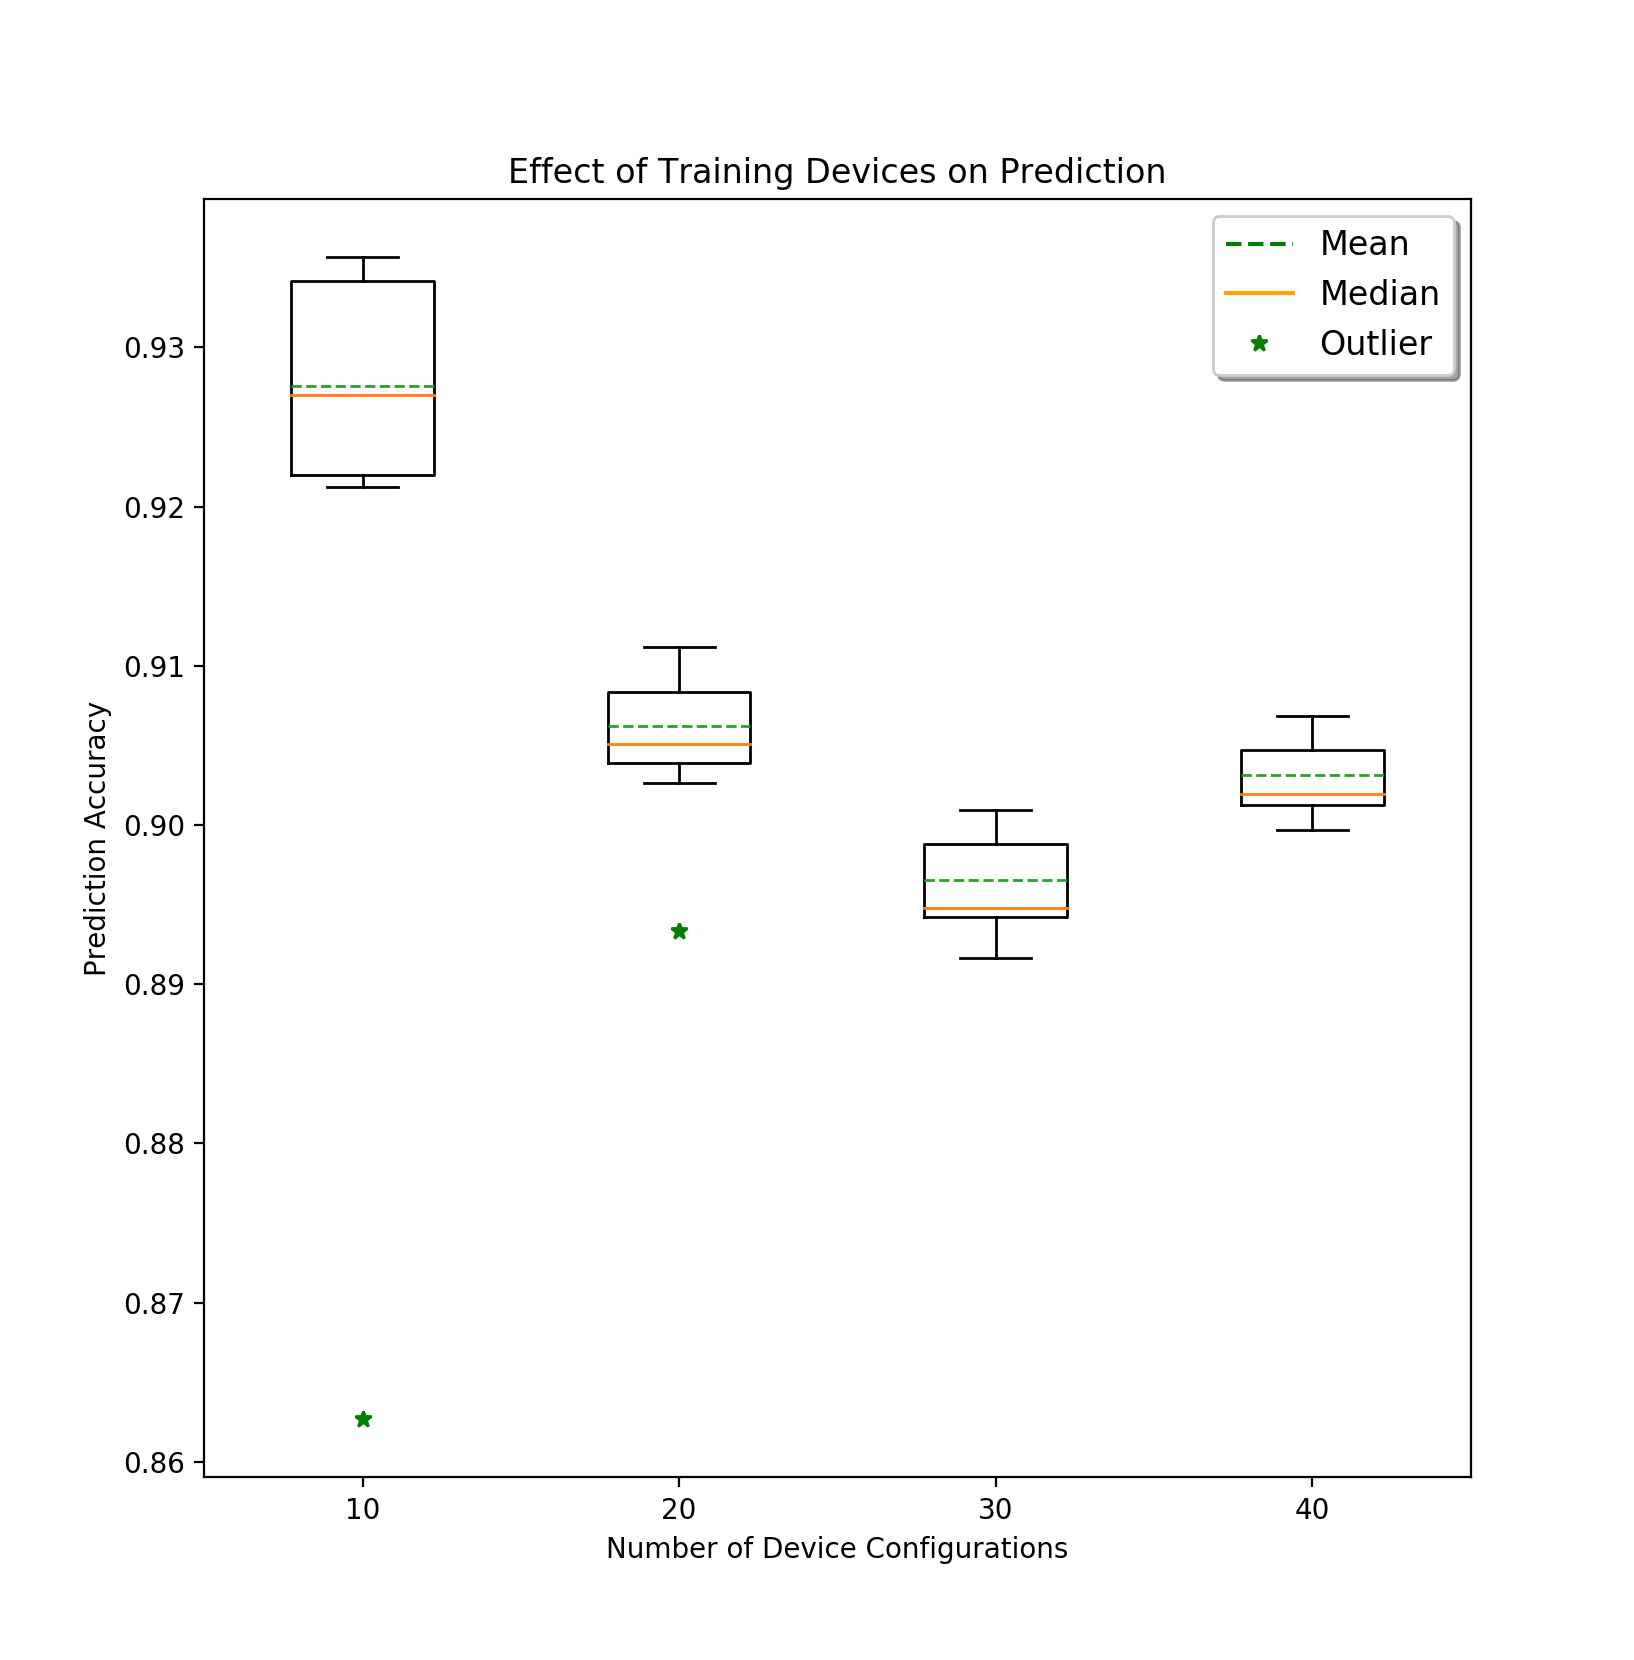 Effect of Training Devices on Prediction
Mean
Median
Outlier
0.93
0.92
0.91
0.90
0.89
0.88
0.87
0.86
Prediction Accuracy
10 20 30 40
Number of Device Configurations